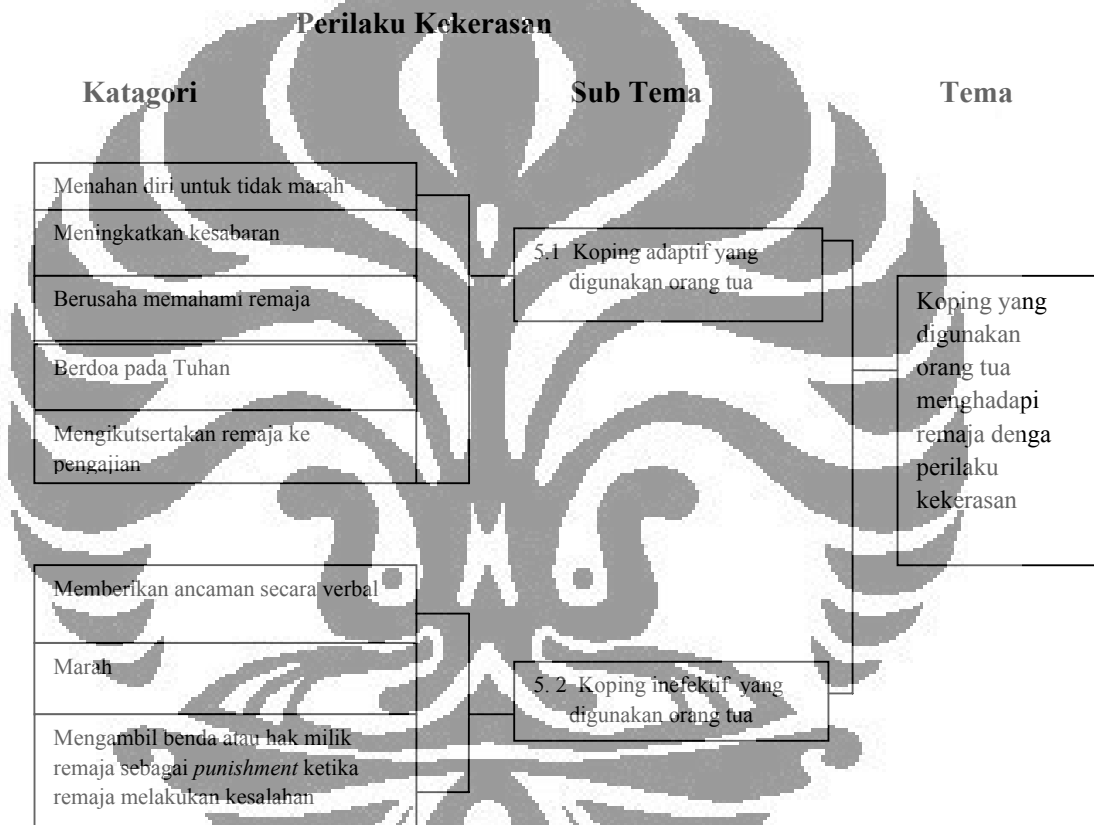 Perilaku Kekerasan
Katagori
Sub Tema
Tema
Menahan diri untuk tidak marah
Meningkatkan kesabaran
Berusaha memahami remaja
Berdoa pada Tuhan
Mengikutsertakan remaja ke
pengajian
5.1 Koping adaptif yang
digunakan orang tua
Memberikan ancaman secara verbal
Marah
Mengambil benda atau hak milik
remaja sebagai punishment ketika
remaja melakukan kesalahan
5. 2 Koping inefektif yang
digunakan orang tua
Koping yang
digunakan
orang tua
menghadapi
remaja denga
perilaku
kekerasan